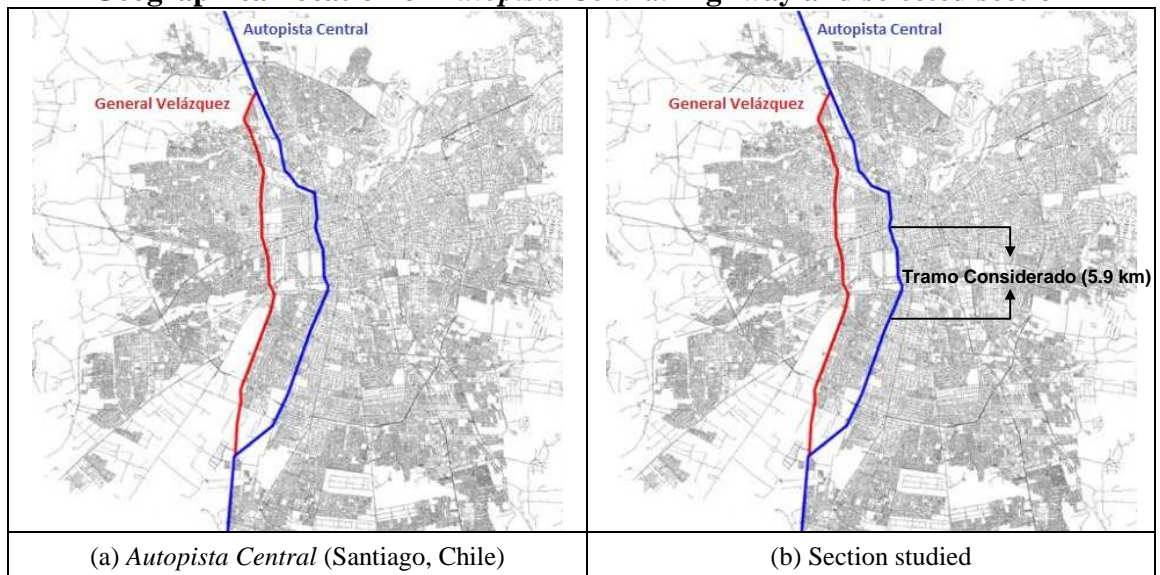 Autopista Central
General Velázquez
Autopista Central
General Velázquez
Tramo Considerado (5.9 km)
(a) Autopista Central (Santiago, Chile)
(b) Section studied